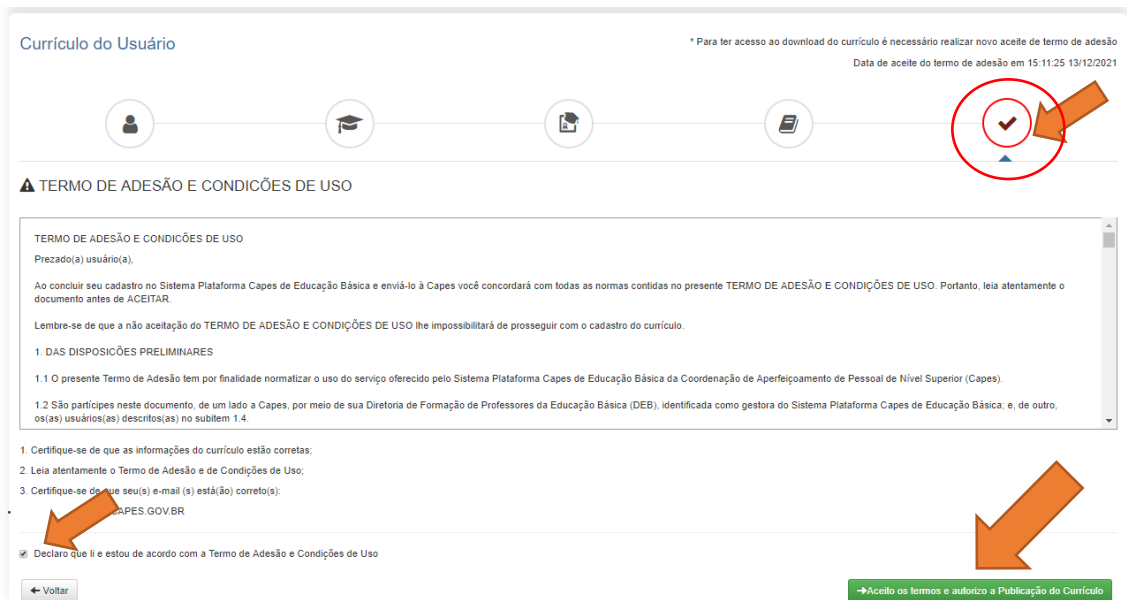 Currículo do Usuário
* Para ter acesso ao download do currículo é necessário realizar novo aceite de termo de adesão
Data de aceite do termo de adesão em 15:11:25 13/12/2021
TERMO DE ADESÃO E CONDICÕES DE USO
TERMO DE ADESÃO E CONDICÕES DE USO
Prezado(a) usuário(a),
Ao concluir seu cadastro no Sistema Plataforma Capes de Educação Básica e enviá-lo à Capes você concordará com todas as normas contidas no presente TERMO DE ADESÃO E CONDIÇÕES DE USO. Portanto, leia atentamente o
documento antes de ACEITAR.
Lembre-se de que a não aceitação do TERMO DE ADESÃO E CONDIÇÕES DE USO lhe impossibilitará de prosseguir com o cadastro do currículo.
1. DAS DISPOSICÕES PRELIMINARES
1.1 O presente Termo de Adesão tem por finalidade normatizar o uso do serviço oferecido pelo Sistema Plataforma Capes de Educação Básica da Coordenação de Aperfeiçoamento de Pessoal de Nível Superior (Capes).
1.2 São partícipes neste documento, de um lado a Capes, por meio de sua Diretoria de Formação de Professores da Educação Básica (DEB), identificada como gestora do Sistema Plataforma Capes de Educação Básica; e, de outro,
os(as) usuários(as) descritos(as) no subitem 1.4.
1. Certifique-se de que as informações do currículo estão corretas;
2. Leia atentamente o Termo de Adesão e de Condições de Uso;
3. Certifique-se de que seu(s) e-mail (s) está(ão) correto(s):
CAPES.GOV.BR
Declaro que li e estou de acordo com a Termo de Adesão e Condições de Uso
Voltar
Aceito os termos e autorizo a Publicação do Currículo